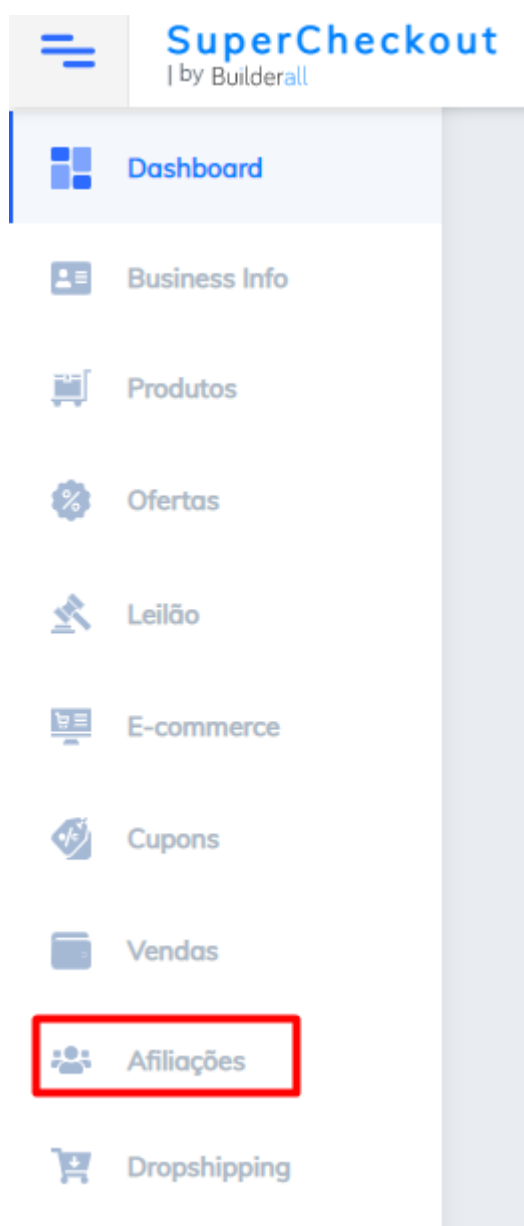 SuperCheckout
| by Builderall
Dashboard
Business Info
Produtos
Ofertas
Leilão
E-commerce
Cupons
Vendas
Afiliações
Dropshipping